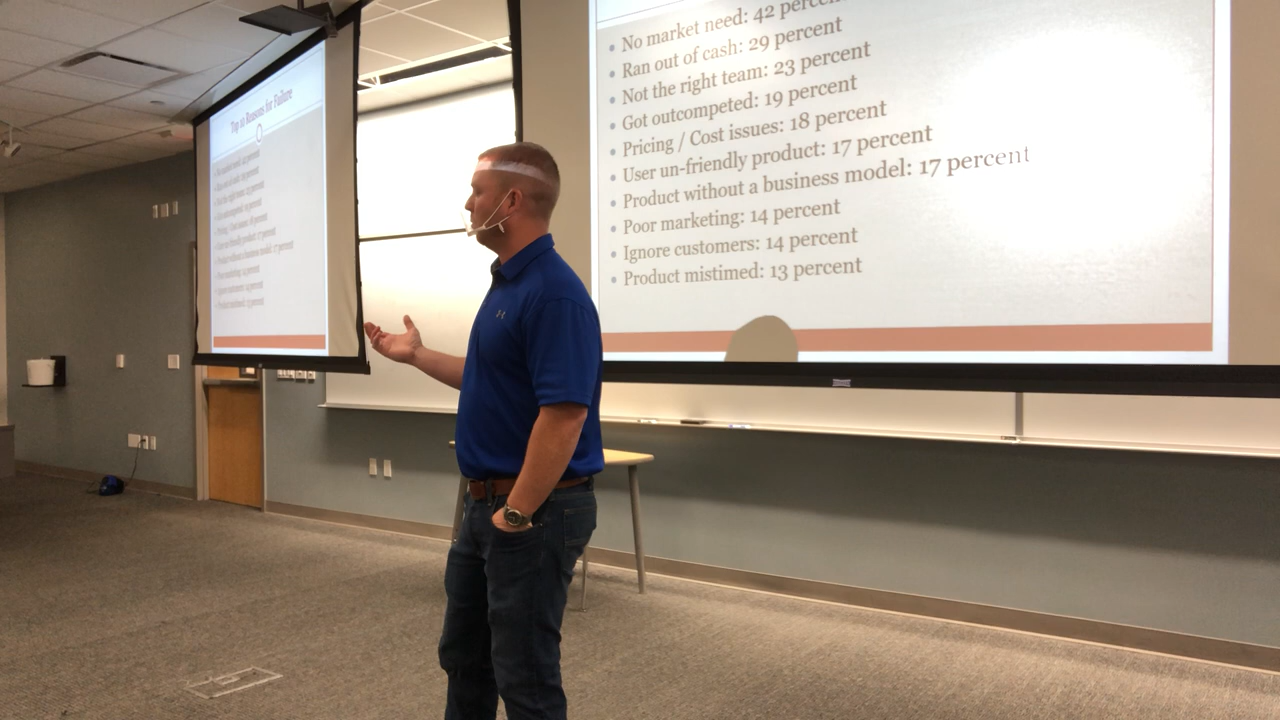 Top 10 Reasons for Failure
No market need: 42 percent
Ran out of cash: 29 percent
Not the right team: 23 percent
Got outcompeted: 19 percent
Pricing / Cost issues: 18 percent
User un-friendly product: 17 percent
Product without a business model: 17 percent
Poor marketing: 14 percent
Ignore customers: 14 percent
Product mistimed: 13 percent